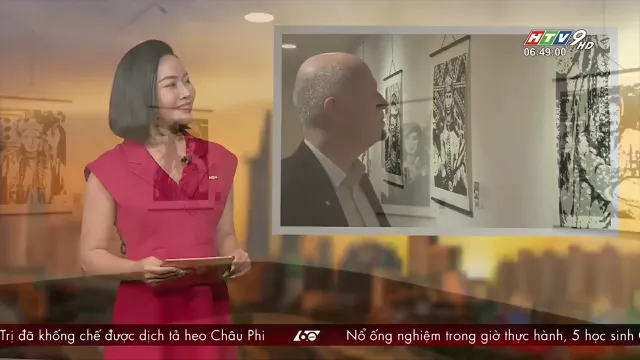 HTV9 HD
06:49:00
Trị đã khống chế được dịch tả heo Châu Phi 60 Nổ ống nghiệm trong giờ thực hành, 5 học sinh